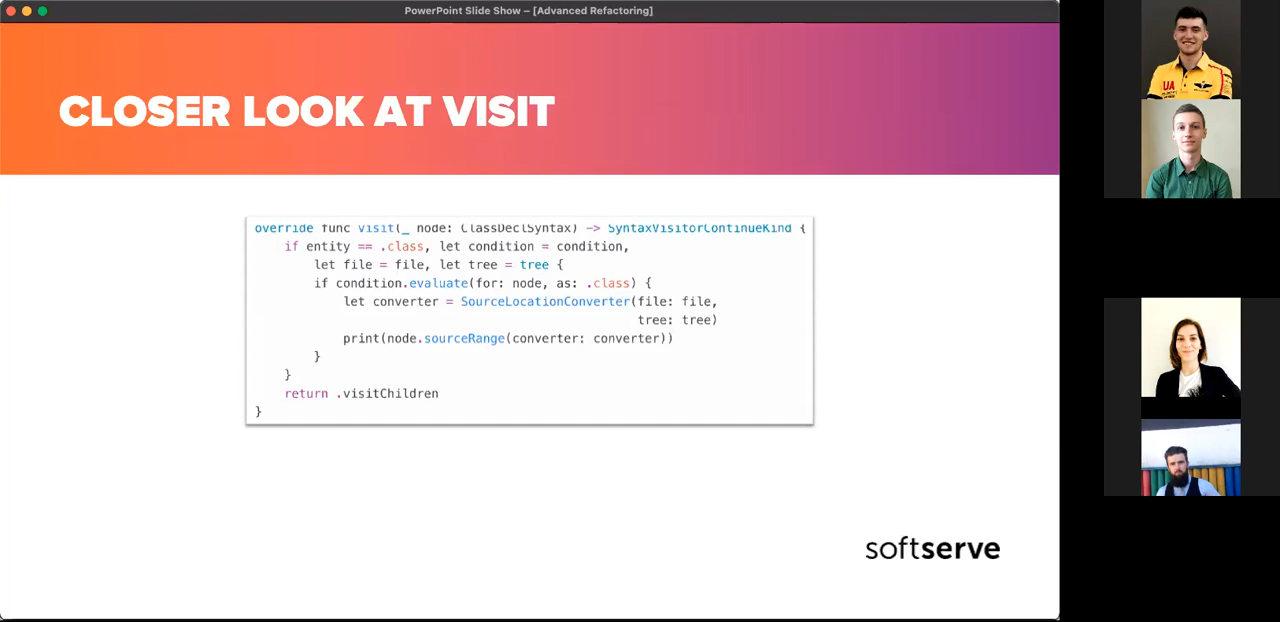 PowerPoint Slide Show – [Advanced Refactoring]
CLOSER LOOK AT VISIT
override func visit(_ node: ClassDeclSyntax) -> SyntaxVisitorContinueKind {
if entity == .class, let condition = condition,
let file = file, let tree = tree {
if condition.evaluate(for: node, as: .class) {
let converter = SourceLocationConverter(file: file,
tree: tree)
print(node.sourceRange(converter: converter))
}
}
return .visitChildren
}
softserve
UA